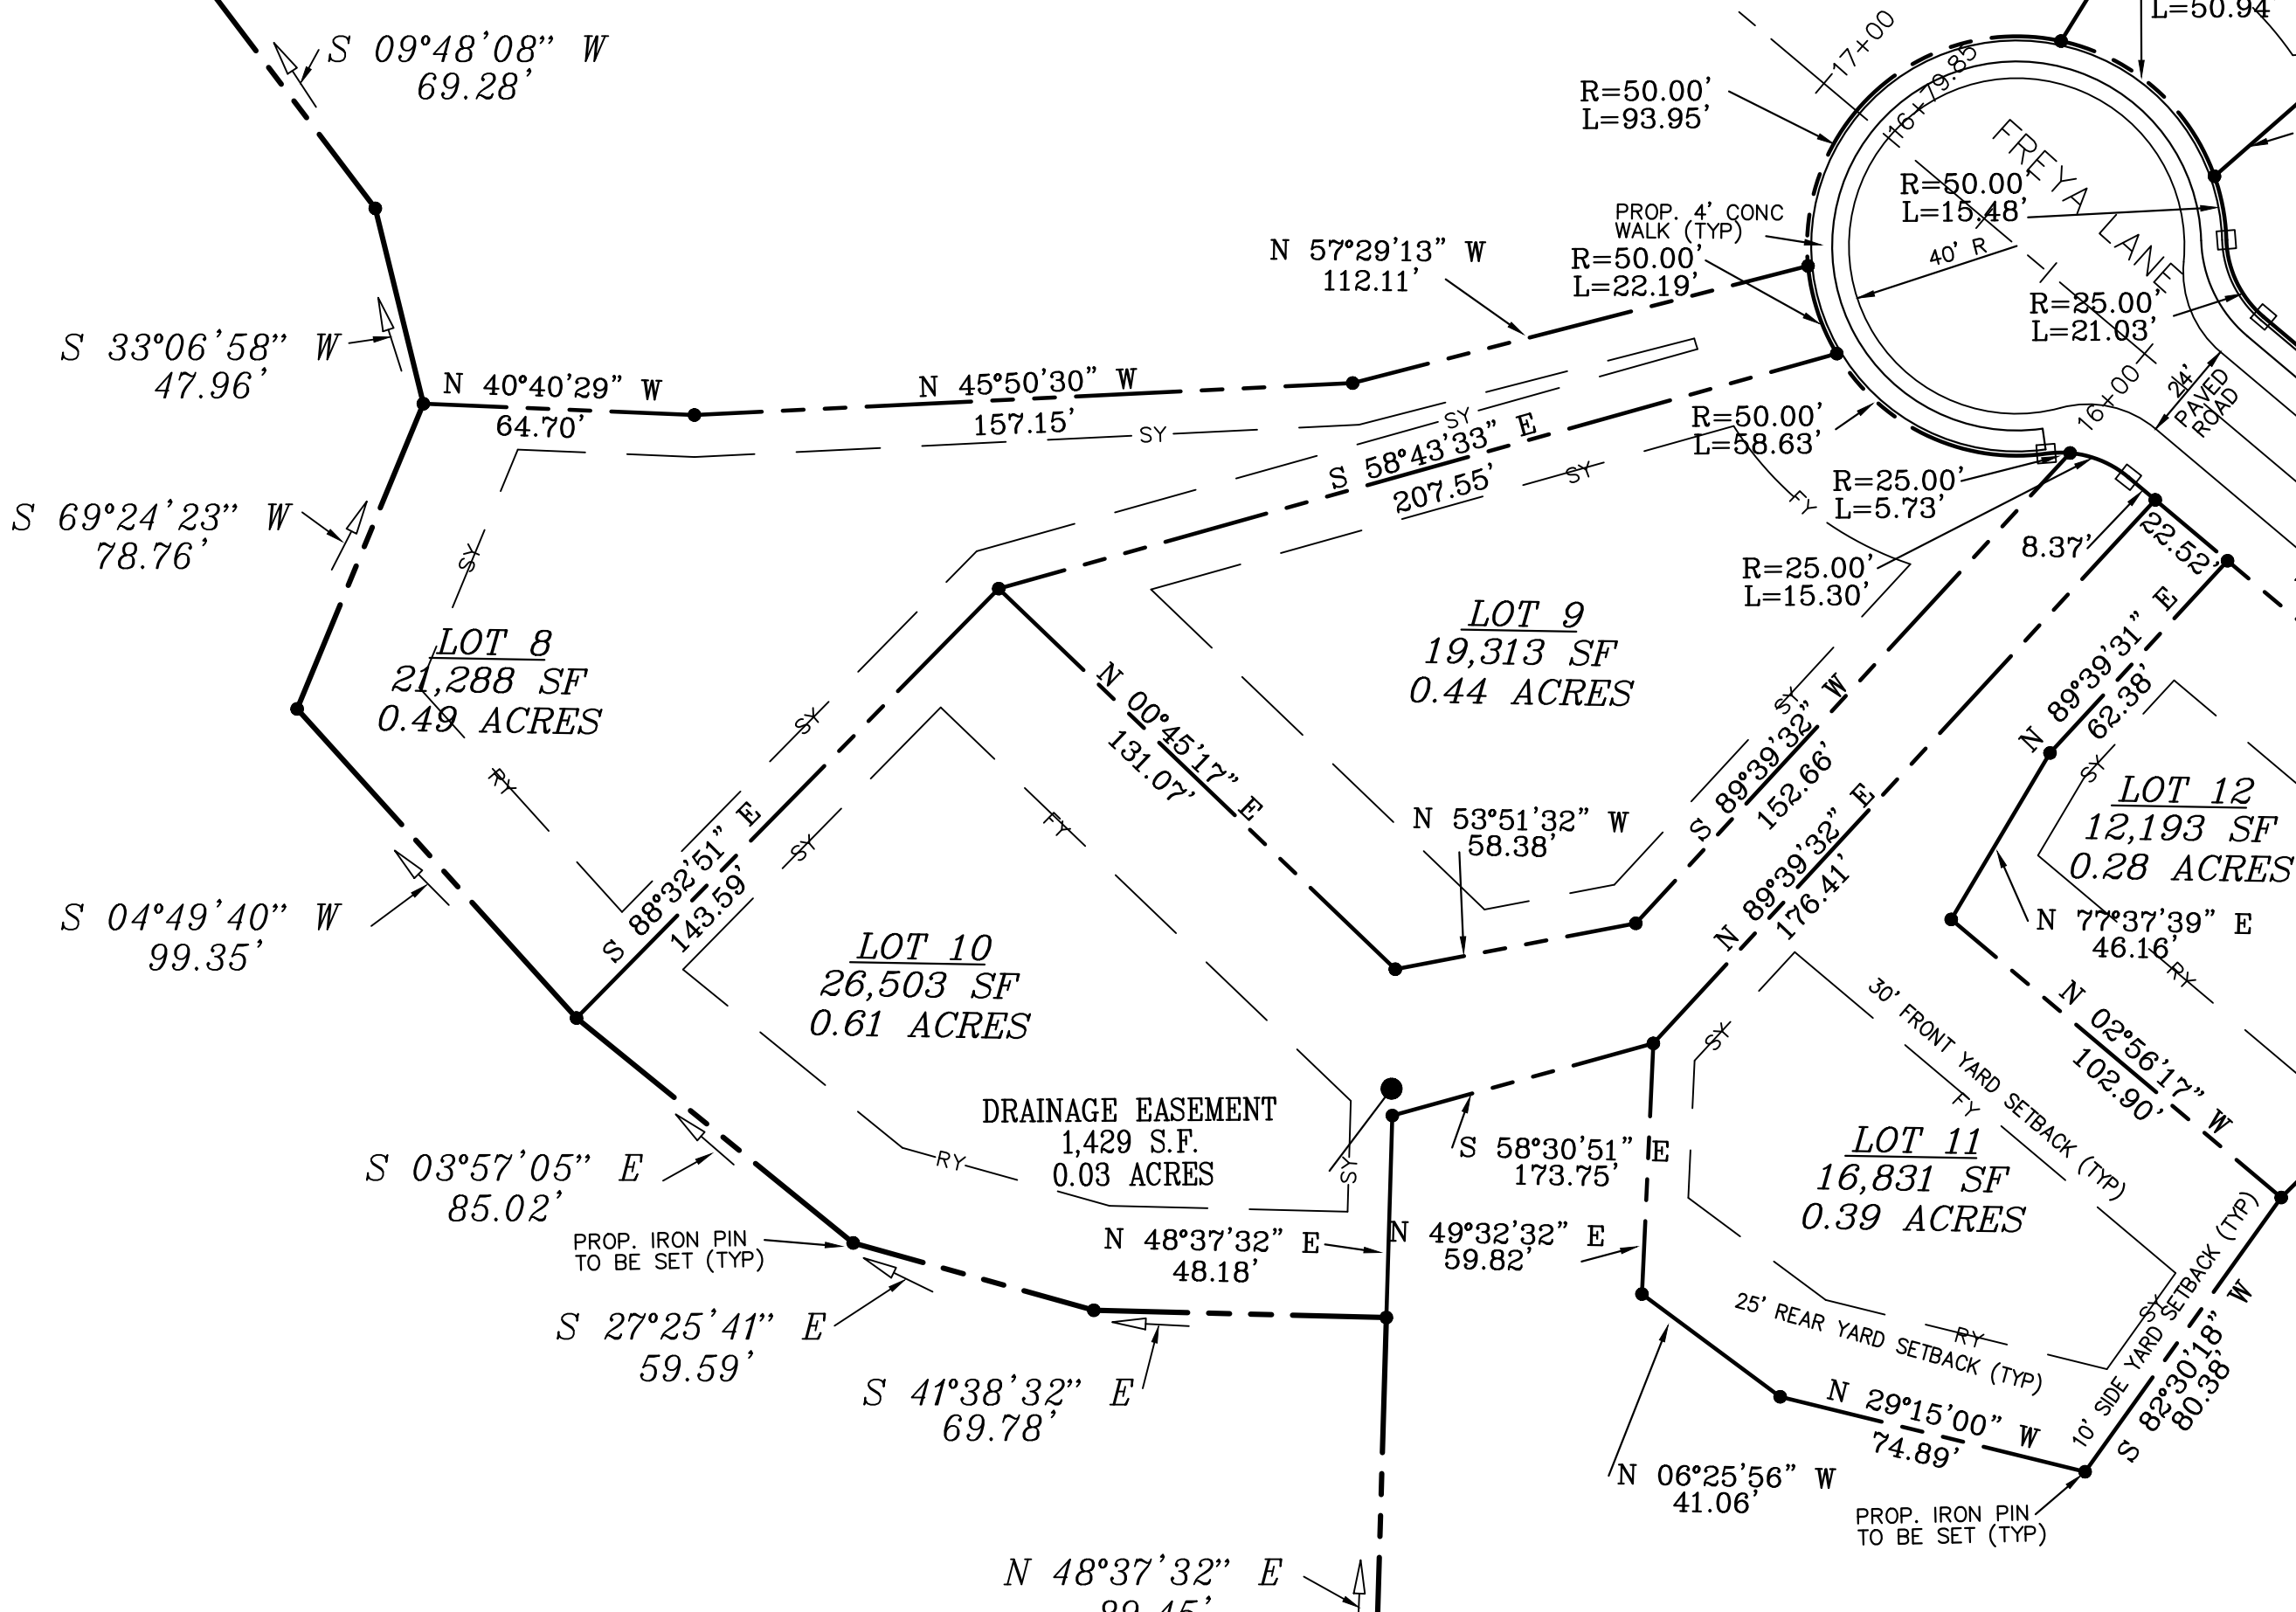 S 09°48'08" W
69.28'
L=50.94'
17+00
16+79.85
R=50.00'
L=93.95'
FREYA LANE
R=50.00'
L=15.48'
PROP. 4' CONC
WALK (TYP)
40' R
N 57°29'13" W
112.11'
R=50.00'
L=22.19'
R=25.00'
L=21.03'
S 33°06'58" W
47.96'
N 40°40'29" W
64.70'
N 45°50'30" W
157.15'
SY
SY
S 58°43'33" E
207.55'
SY
R=50.00'
L=58.63'
16+00
24'
PAVED
ROAD
S 69°24'23" W
78.76'
SY
FY
R=25.00'
L=5.73'
8.37'
22.52'
R=25.00'
L=15.30'
LOT 8
21,288 SF
0.49 ACRES
RY
SY
LOT 9
19,313 SF
0.44 ACRES
N 00°45'17" E
131.07'
SY
S 89°39'32" W
152.66'
N 89°39'31" E
62.38'
SY
LOT 12
12,193 SF
0.28 ACRES
N 53°51'32" W
58.38'
N 89°39'32" E
176.41'
S 04°49'40" W
99.35'
S 88°32'51" E
143.59'
SY
FY
LOT 10
26,503 SF
0.61 ACRES
N 77°37'39" E
46.16'
RY
N 02°56'17" W
102.90'
30' FRONT YARD SETBACK (TYP)
FY
SY
DRAINAGE EASEMENT
1,429 S.F.
0.03 ACRES
RY
SY
S 58°30'51" E
173.75'
LOT 11
16,831 SF
0.39 ACRES
S 03°57'05" E
85.02'
PROP. IRON PIN
TO BE SET (TYP)
N 48°37'32" E
48.18'
N 49°32'32" E
59.82'
25' REAR YARD SETBACK (TYP)
RY
SY
10' SIDE YARD SETBACK (TYP)
S 82°30'18" W
80.38'
S 27°25'41" E
59.59'
S 41°38'32" E
69.78'
N 29°15'00" W
74.89'
N 06°25'56" W
41.06'
PROP. IRON PIN
TO BE SET (TYP)
N 48°37'32" E
89.45'